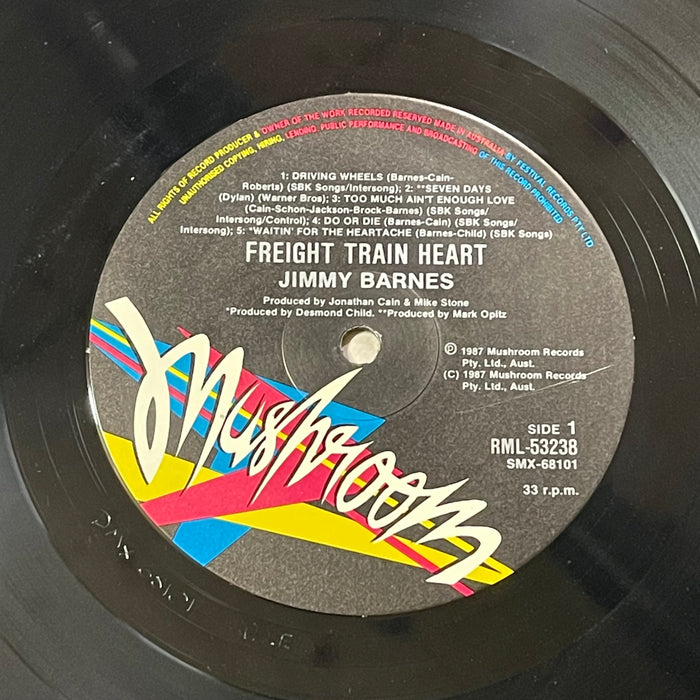 ALL RIGHTS OF RECORD PRODUCER & OWNER OF THE WORK RECORDED RESERVED MADE IN AUSTRALIA BY FESTIVAL RECORDS PTY LTD
UNAUTHORISED COPYING, HIRING, LENDING, PUBLIC PERFORMANCE AND BROADCASTING OF THIS RECORD PROHIBITED
1: DRIVING WHEELS (Barnes-Cain-
Roberts) (SBK Songs/Intersong); 2: **SEVEN DAYS
(Dylan) (Warner Bros); 3: TOO MUCH AIN'T ENOUGH LOVE
(Cain-Schon-Jackson-Brock-Barnes) (SBK Songs/
Intersong/Control); 4: DO OR DIE (Barnes-Cain) (SBK Songs/
Intersong); 5: *WAITIN' FOR THE HEARTACHE (Barnes-Child) (SBK Songs)
FREIGHT TRAIN HEART
JIMMY BARNES
Produced by Jonathan Cain & Mike Stone
*Produced by Desmond Child. **Produced by Mark Opitz
℗ 1987 Mushroom Records
Pty. Ltd., Aust.
(C) 1987 Mushroom Records
Pty. Ltd., Aust.
Mushroom
SIDE 1
RML-53238
SMX-68101
33 r.p.m.